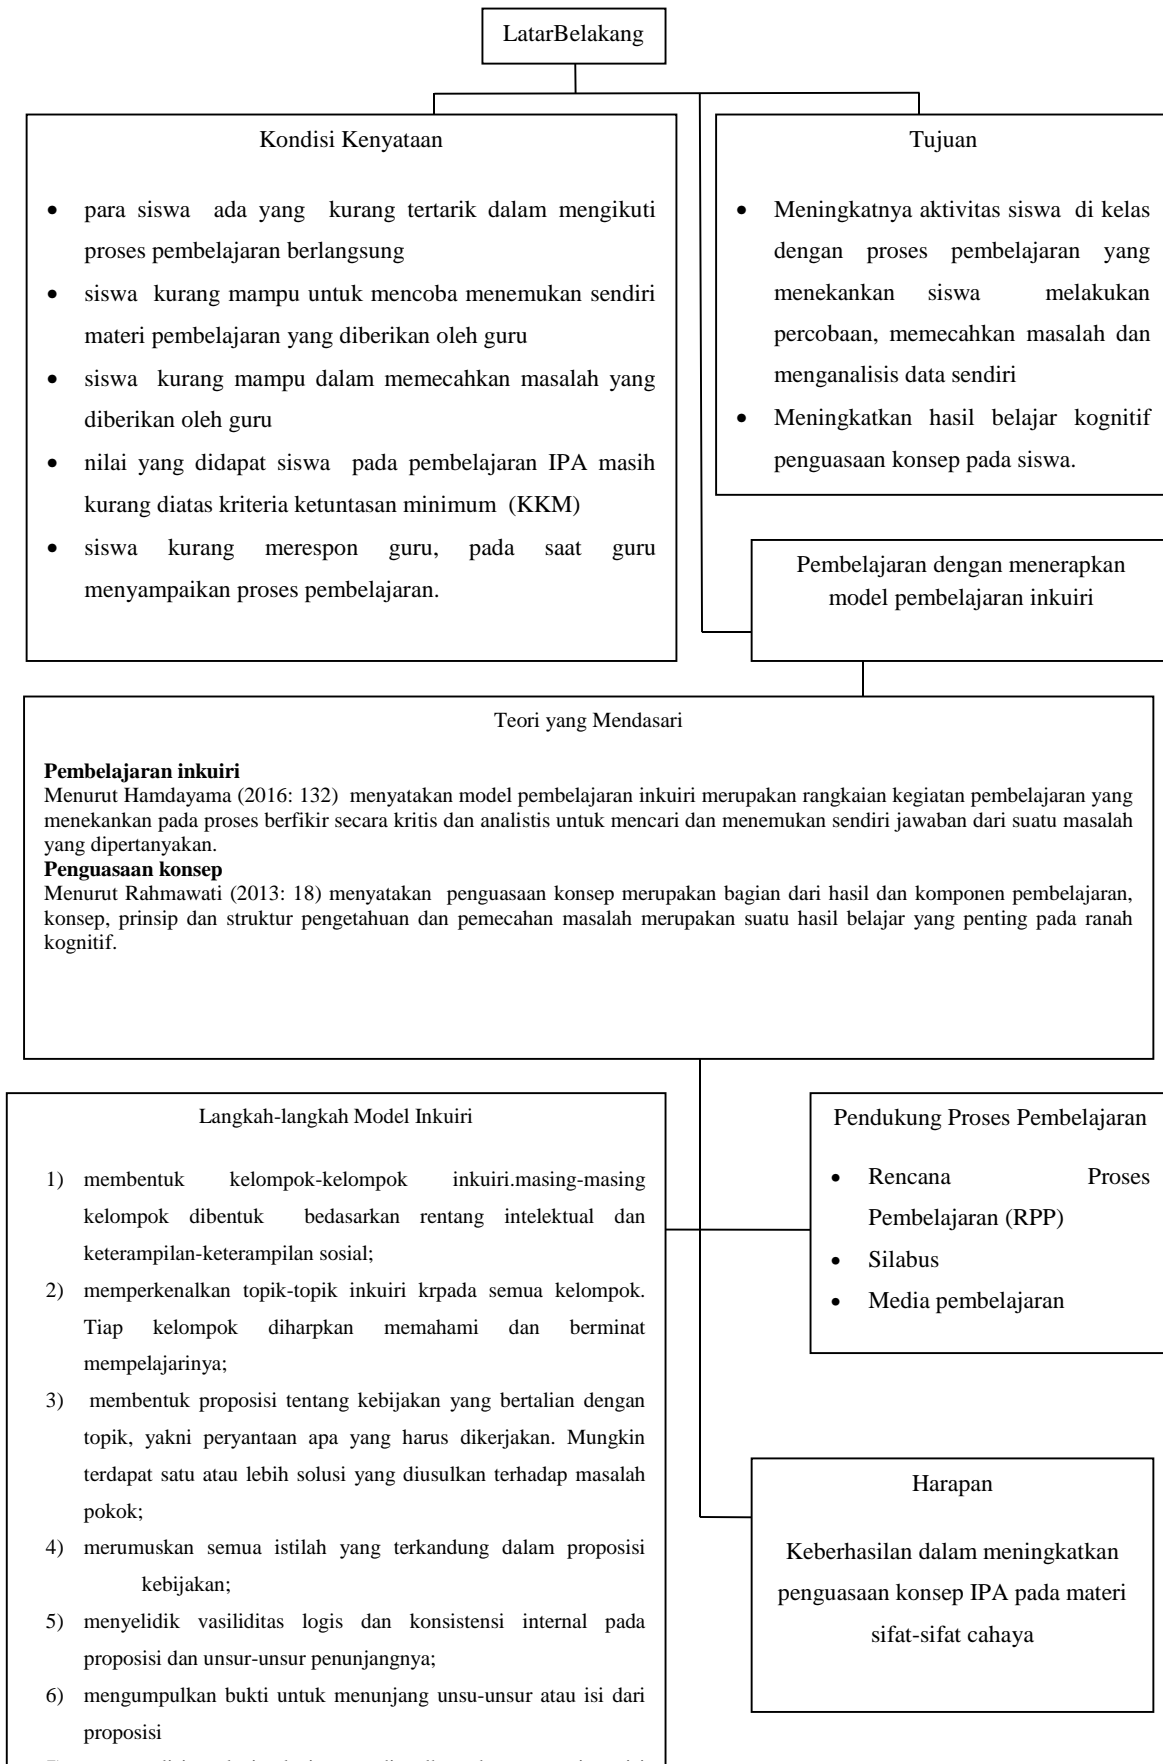 LatarBelakang
Kondisi Kenyataan
• para siswa ada yang kurang tertarik dalam mengikuti
proses pembelajaran berlangsung
• siswa kurang mampu untuk mencoba menemukan sendiri
materi pembelajaran yang diberikan oleh guru
• siswa kurang mampu dalam memecahkan masalah yang
diberikan oleh guru
• nilai yang didapat siswa pada pembelajaran IPA masih
kurang diatas kriteria ketuntasan minimum (KKM)
• siswa kurang merespon guru, pada saat guru
menyampaikan proses pembelajaran.
Tujuan
• Meningkatnya aktivitas siswa di kelas
dengan proses pembelajaran yang
menekankan siswa melakukan
percobaan, memecahkan masalah dan
menganalisis data sendiri
• Meningkatkan hasil belajar kognitif
penguasaan konsep pada siswa.
Pembelajaran dengan menerapkan
model pembelajaran inkuiri
Teori yang Mendasari
Pembelajaran inkuiri
Menurut Hamdayama (2016: 132) menyatakan model pembelajaran inkuiri merupakan rangkaian kegiatan pembelajaran yang
menekankan pada proses berfikir secara kritis dan analistis untuk mencari dan menemukan sendiri jawaban dari suatu masalah
yang dipertanyakan.
Penguasaan konsep
Menurut Rahmawati (2013: 18) menyatakan penguasaan konsep merupakan bagian dari hasil dan komponen pembelajaran,
konsep, prinsip dan struktur pengetahuan dan pemecahan masalah merupakan suatu hasil belajar yang penting pada ranah
kognitif.
Langkah-langkah Model Inkuiri
1) membentuk kelompok-kelompok inkuiri.masing-masing
kelompok dibentuk bedasarkan rentang intelektual dan
keterampilan-keterampilan sosial;
2) memperkenalkan topik-topik inkuiri krpada semua kelompok.
Tiap kelompok diharpkan memahami dan berminat
mempelajarinya;
3) membentuk proposisi tentang kebijakan yang bertalian dengan
topik, yakni peryantaan apa yang harus dikerjakan. Mungkin
terdapat satu atau lebih solusi yang diusulkan terhadap masalah
pokok;
4) merumuskan semua istilah yang terkandung dalam proposisi
kebijakan;
5) menyelidik vasiliditas logis dan konsistensi internal pada
proposisi dan unsur-unsur penunjangnya;
6) mengumpulkan bukti untuk menunjang unsu-unsur atau isi dari
proposisi
Pendukung Proses Pembelajaran
• Rencana Proses
Pembelajaran (RPP)
• Silabus
• Media pembelajaran
Harapan
Keberhasilan dalam meningkatkan
penguasaan konsep IPA pada materi
sifat-sifat cahaya